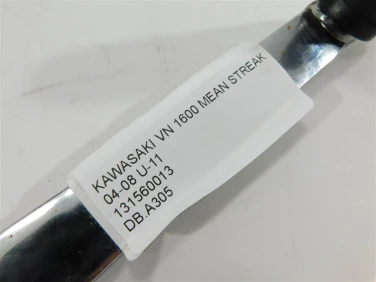 KAWASAKI VN 1600 MEAN STREAK
04-08 U-11
131560013
DB.A305